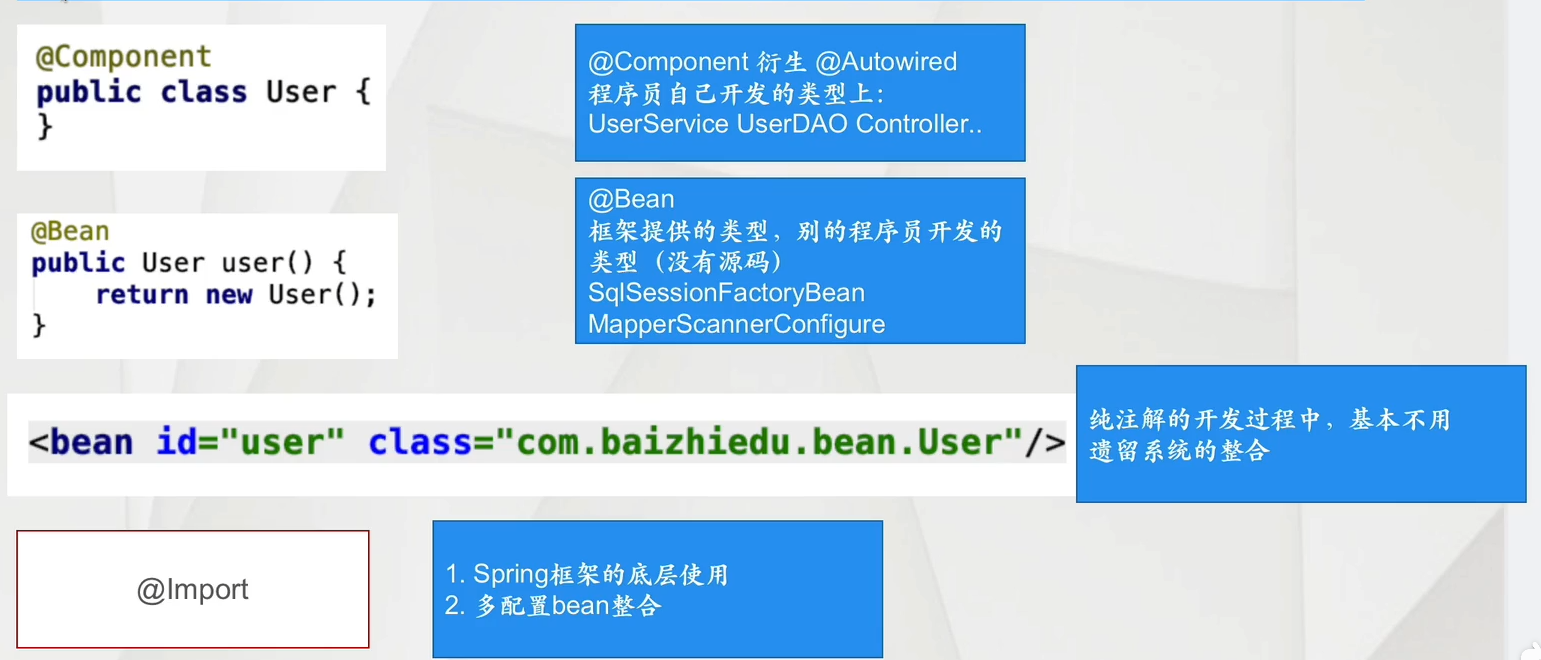 @Component
public class User {
}
@Component 衍生 @Autowired
程序员自己开发的类型上：
UserService UserDAO Controller..
@Bean
public User user() {
return new User();
}
@Bean
框架提供的类型，别的程序员开发的
类型（没有源码）
SqlSessionFactoryBean
MapperScannerConfigure
<bean id="user" class="com.baizhiedu.bean.User"/>
纯注解的开发过程中，基本不用
遗留系统的整合
@Import
1. Spring框架的底层使用
2. 多配置bean整合